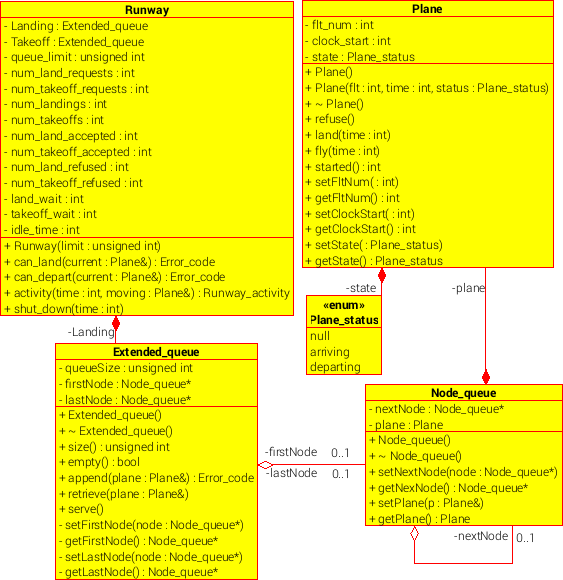 Runway
- Landing : Extended_queue
- Takeoff : Extended_queue
- queue_limit : unsigned int
- num_land_requests : int
- num_takeoff_requests : int
- num_landings : int
- num_takeoffs : int
- num_land_accepted : int
- num_takeoff_accepted : int
- num_land_refused : int
- num_takeoff_refused : int
- land_wait : int
- takeoff_wait : int
- idle_time : int
+ Runway(limit : unsigned int)
+ can_land(current : Plane&) : Error_code
+ can_depart(current : Plane&) : Error_code
+ activity(time : int, moving : Plane&) : Runway_activity
+ shut_down(time : int)
Plane
- flt_num : int
- clock_start : int
- state : Plane_status
+ Plane()
+ Plane(flt : int, time : int, status : Plane_status)
+ ~ Plane()
+ refuse()
+ land(time : int)
+ fly(time : int)
+ started() : int
+ setFltNum( : int)
+ getFltNum() : int
+ setClockStart( : int)
+ getClockStart() : int
+ setState( : Plane_status)
+ getState() : Plane_status
-state
-plane
«enum»
Plane_status
null
arriving
departing
-Landing
Extended_queue
- queueSize : unsigned int
- firstNode : Node_queue*
- lastNode : Node_queue*
+ Extended_queue()
+ ~ Extended_queue()
+ size() : unsigned int
+ empty() : bool
+ append(plane : Plane&) : Error_code
+ retrieve(plane : Plane&)
+ serve()
- setFirstNode(node : Node_queue*)
- getFirstNode() : Node_queue*
- setLastNode(node : Node_queue*)
- getLastNode() : Node_queue*
-firstNode 0..1
-lastNode 0..1
Node_queue
- nextNode : Node_queue*
- plane : Plane
+ Node_queue()
+ ~ Node_queue()
+ setNextNode(node : Node_queue*)
+ getNexNode() : Node_queue*
+ setPlane(p : Plane&)
+ getPlane() : Plane
-nextNode 0..1